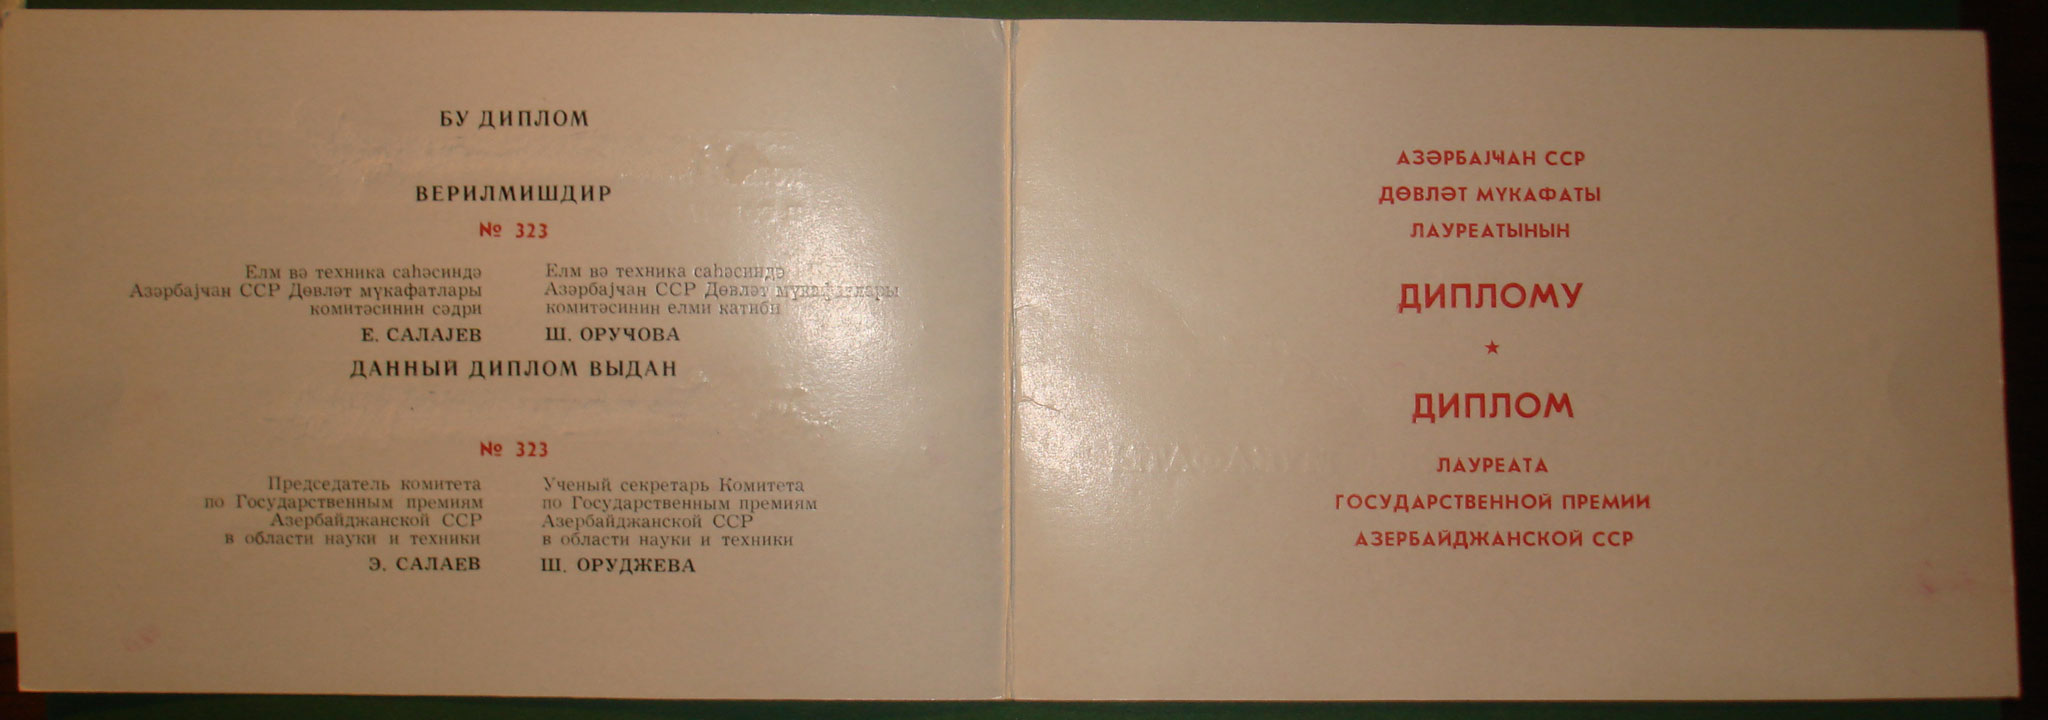 БУ ДИПЛОМ
ВЕРИЛМИШДИР
№ 323
Елм вә техника саһәсиндә
Азәрбајҹан ССР Дөвләт мүкафатлары
комитәсинин сәдри
Е. САЛАЈЕВ
Елм вә техника саһәсиндә
Азәрбајҹан ССР Дөвләт мүкафатлары
комитәсинин елми катиби
Ш. ОРУҸОВА
ДАННЫЙ ДИПЛОМ ВЫДАН
№ 323
Председатель комитета
по Государственным премиям
Азербайджанской ССР
в области науки и техники
Э. САЛАЕВ
Ученый секретарь Комитета
по Государственным премиям
Азербайджанской ССР
в области науки и техники
Ш. ОРУДЖЕВА
АЗӘРБАЈҸАН ССР
ДӨВЛӘТ МҮКАФАТЫ
ЛАУРЕАТЫНЫН
ДИПЛОМУ
ДИПЛОМ
ЛАУРЕАТА
ГОСУДАРСТВЕННОЙ ПРЕМИИ
АЗЕРБАЙДЖАНСКОЙ ССР